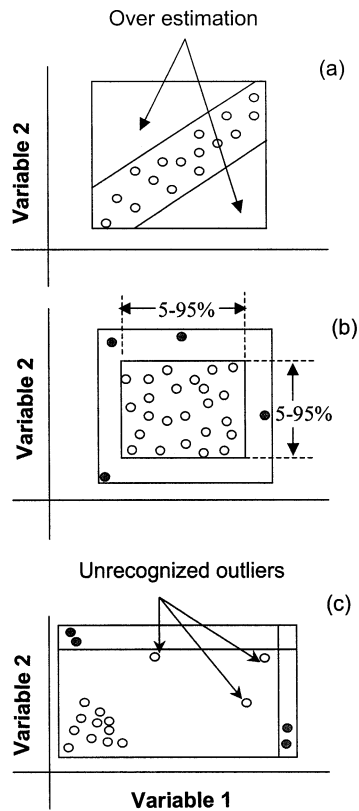 Over estimation
(a)
Variable 2
5-95%
(b)
Variable 2
5-95%
Unrecognized outliers
(c)
Variable 2
Variable 1